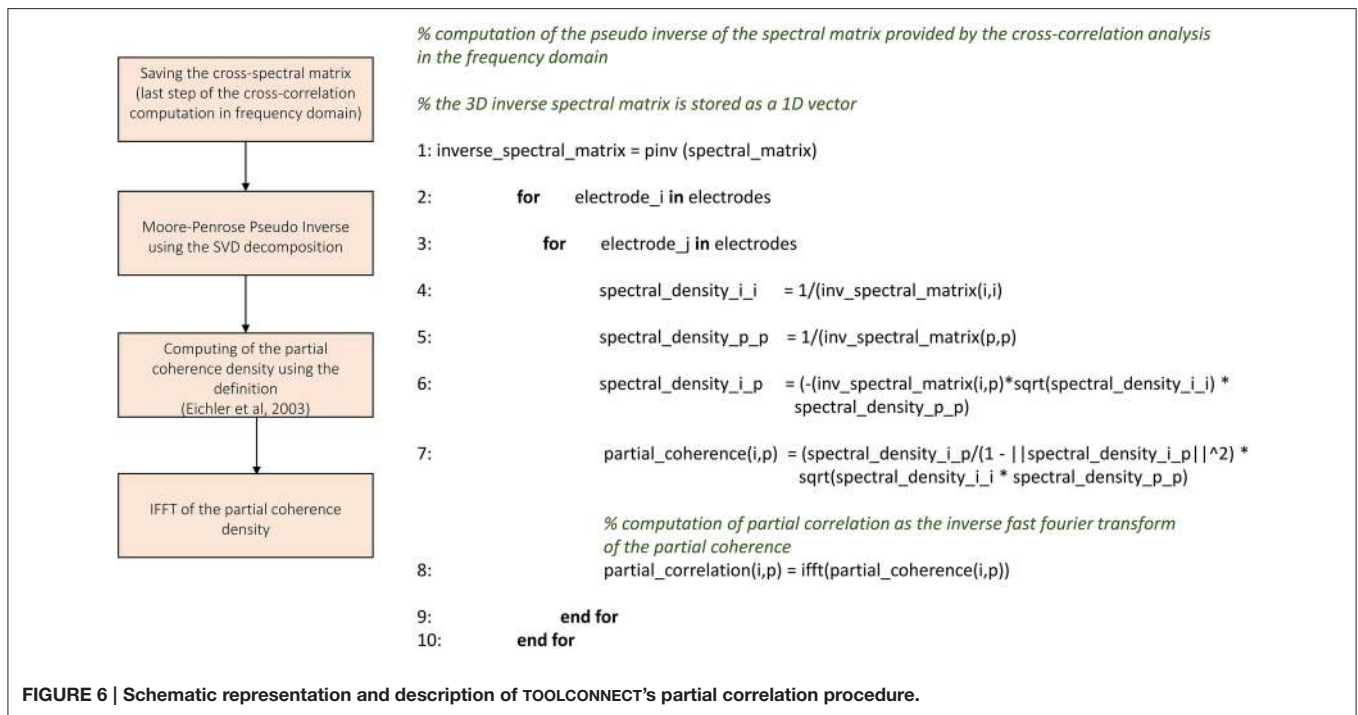 Saving the cross-spectral matrix
(last step of the cross-correlation
computation in frequency domain)
Moore-Penrose Pseudo Inverse
using the SVD decomposition
Computing of the partial
coherence density using the
definition
(Eichler et al, 2003)
IFFT of the partial coherence
density
% computation of the pseudo inverse of the spectral matrix provided by the cross-correlation analysis
in the frequency domain
% the 3D inverse spectral matrix is stored as a 1D vector
1: inverse_spectral_matrix = pinv (spectral_matrix)
2: for electrode_i in electrodes
3: for electrode_j in electrodes
4: spectral_density_i_i = 1/(inv_spectral_matrix(i,i)
5: spectral_density_p_p = 1/(inv_spectral_matrix(p,p)
6: spectral_density_i_p = (-(inv_spectral_matrix(i,p)*sqrt(spectral_density_i_i) *
spectral_density_p_p)
7: partial_coherence(i,p) = (spectral_density_i_p/(1 - ||spectral_density_i_p||^2) *
sqrt(spectral_density_i_i * spectral_density_p_p)
% computation of partial correlation as the inverse fast fourier transform
of the partial coherence
8: partial_correlation(i,p) = ifft(partial_coherence(i,p))
9: end for
10: end for
FIGURE 6 | Schematic representation and description of TOOLCONNECT's partial correlation procedure.